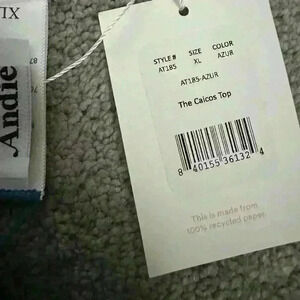 XL
Andie
STYLE # SIZE COLOR
AT185 XL AZUR
AT185-AZUR
The Caicos Top
8 40155 36132 4
This is made from
100% recycled paper.